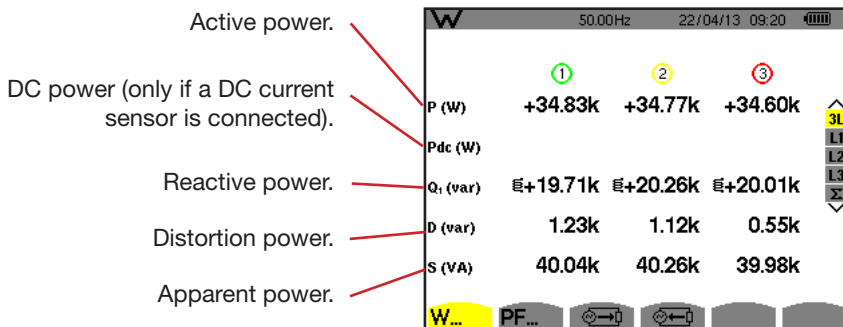 W 50.00Hz 22/04/13 09:20
Active power.
1 2 3
DC power (only if a DC current
sensor is connected).
P (W) +34.83k +34.77k +34.60k
3L
L1
L2
L3
Σ
Pdc (W)
Reactive power.
Q₁ (var) +19.71k +20.26k +20.01k
Distortion power.
D (var) 1.23k 1.12k 0.55k
Apparent power.
S (VA) 40.04k 40.26k 39.98k
W... PF...